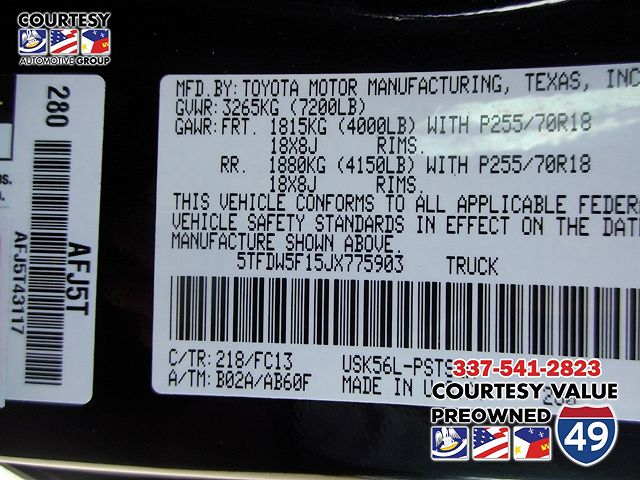 COURTESY
AUTOMOTIVE GROUP
280
AFJ5T
AFJ5T43117
MFD.BY: TOYOTA MOTOR MANUFACTURING, TEXAS, INC
GVWR: 3265KG (7200LB)
GAWR: FRT. 1815KG (4000LB) WITH P255/70R18
18X8J RIMS.
RR. 1880KG (4150LB) WITH P255/70R18
18X8J RIMS.
THIS VEHICLE CONFORMS TO ALL APPLICABLE FEDER
VEHICLE SAFETY STANDARDS IN EFFECT ON THE DAT
MANUFACTURE SHOWN ABOVE.
5TFDW5F15JX775903 TRUCK
C/TR: 218/FC13 USK56L-PSTS
A/TM: B02A/AB60F MADE IN U
337-541-2823
COURTESY VALUE
PREOWNED
49